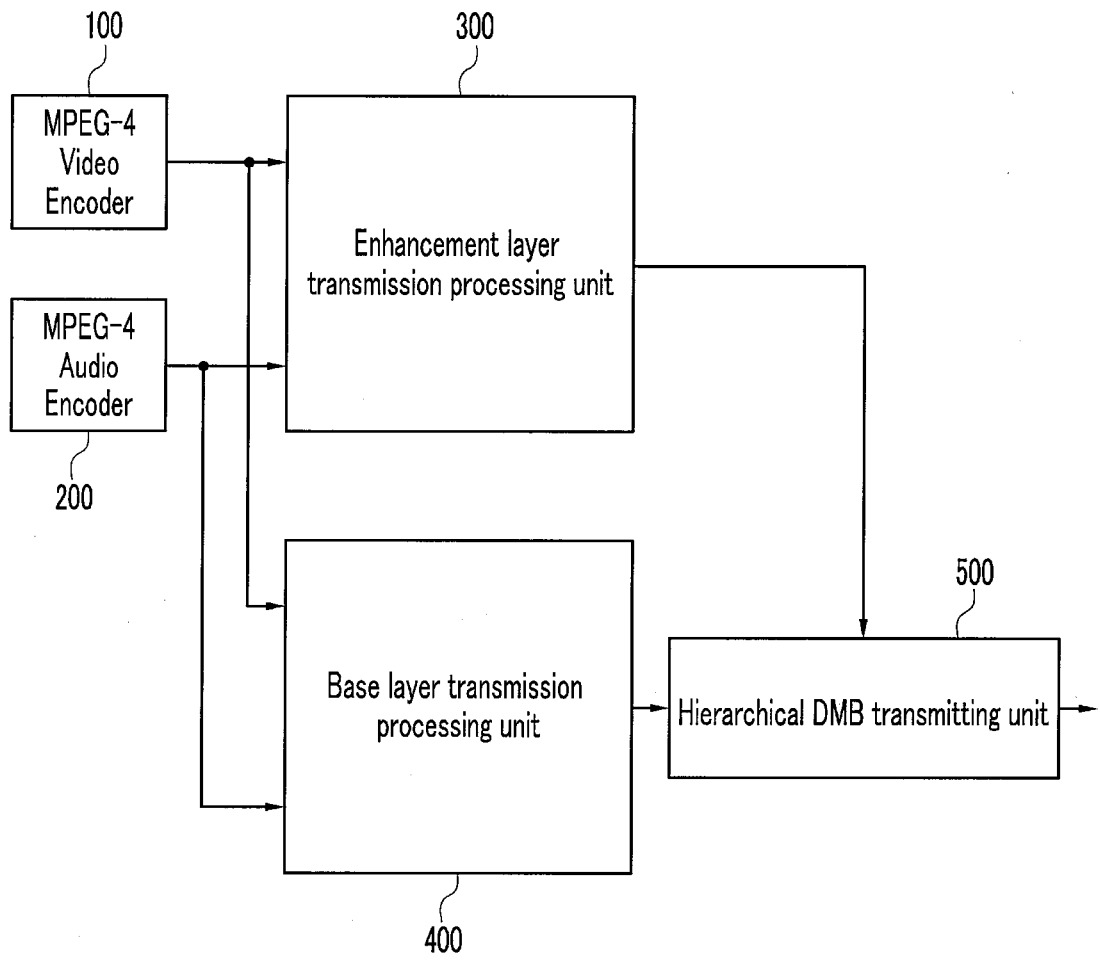 100
300
MPEG-4
Video
Encoder
Enhancement layer
transmission processing unit
MPEG-4
Audio
Encoder
200
500
Base layer transmission
processing unit
Hierarchical DMB transmitting unit
400